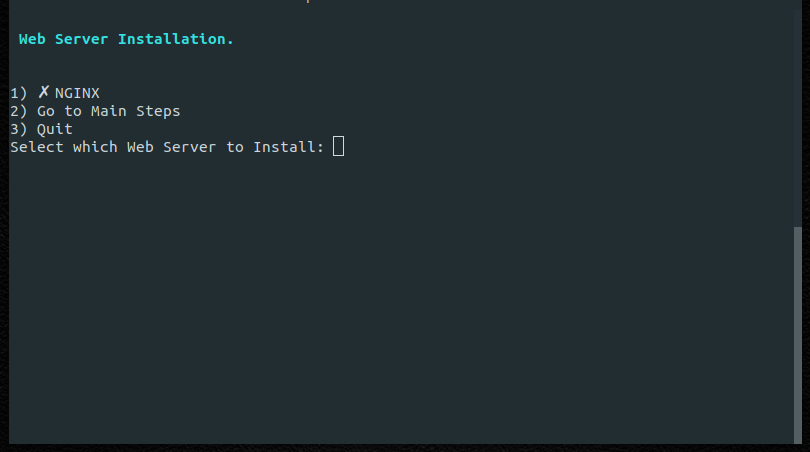 Web Server Installation.
1) ✗ NGINX
2) Go to Main Steps
3) Quit
Select which Web Server to Install: